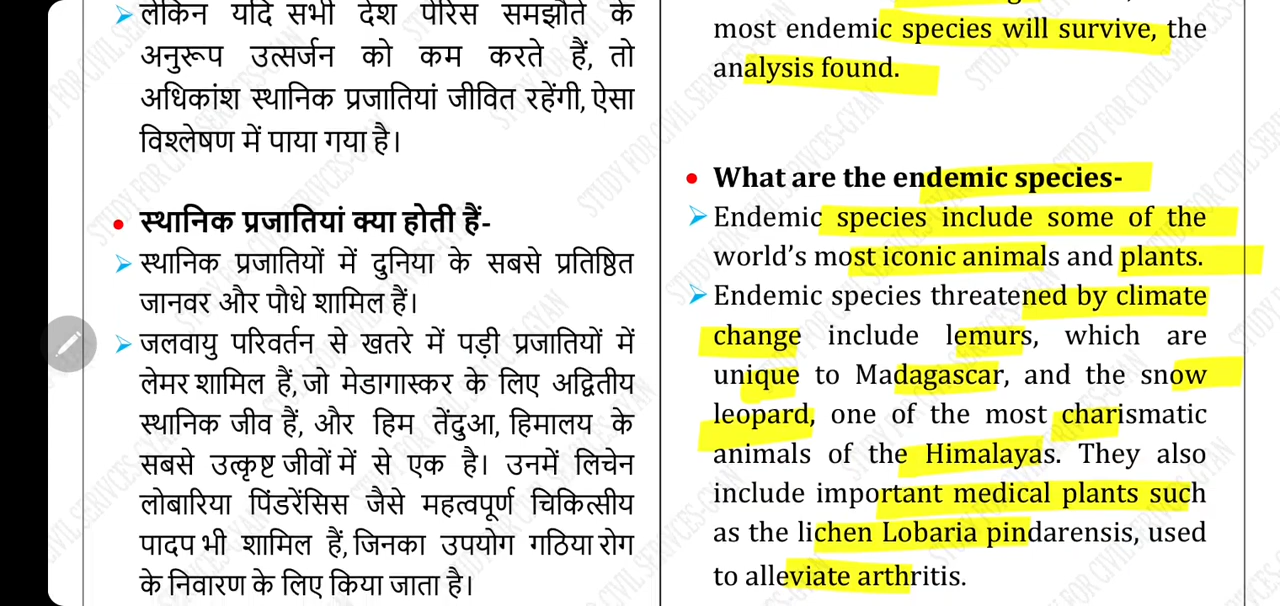 लेकिन यदि सभी देश पेरिस समझौते के
अनुरूप उत्सर्जन को कम करते हैं, तो
अधिकांश स्थानिक प्रजातियां जीवित रहेंगी, ऐसा
विश्लेषण में पाया गया है।
स्थानिक प्रजातियां क्या होती हैं-
स्थानिक प्रजातियों में दुनिया के सबसे प्रतिष्ठित
जानवर और पौधे शामिल हैं।
जलवायु परिवर्तन से खतरे में पड़ी प्रजातियों में
लेमर शामिल हैं, जो मेडागास्कर के लिए अद्वितीय
स्थानिक जीव हैं, और हिम तेंदुआ, हिमालय के
सबसे उत्कृष्ट जीवों में से एक है। उनमें लिचेन
लोबारिया पिंडरेंसिस जैसे महत्वपूर्ण चिकित्सीय
पादप भी शामिल हैं, जिनका उपयोग गठिया रोग
के निवारण के लिए किया जाता है।
most endemic species will survive, the
analysis found.
What are the endemic species-
Endemic species include some of the
world's most iconic animals and plants.
Endemic species threatened by climate
change include lemurs, which are
unique to Madagascar, and the snow
leopard, one of the most charismatic
animals of the Himalayas. They also
include important medical plants such
as the lichen Lobaria pindarensis, used
to alleviate arthritis.